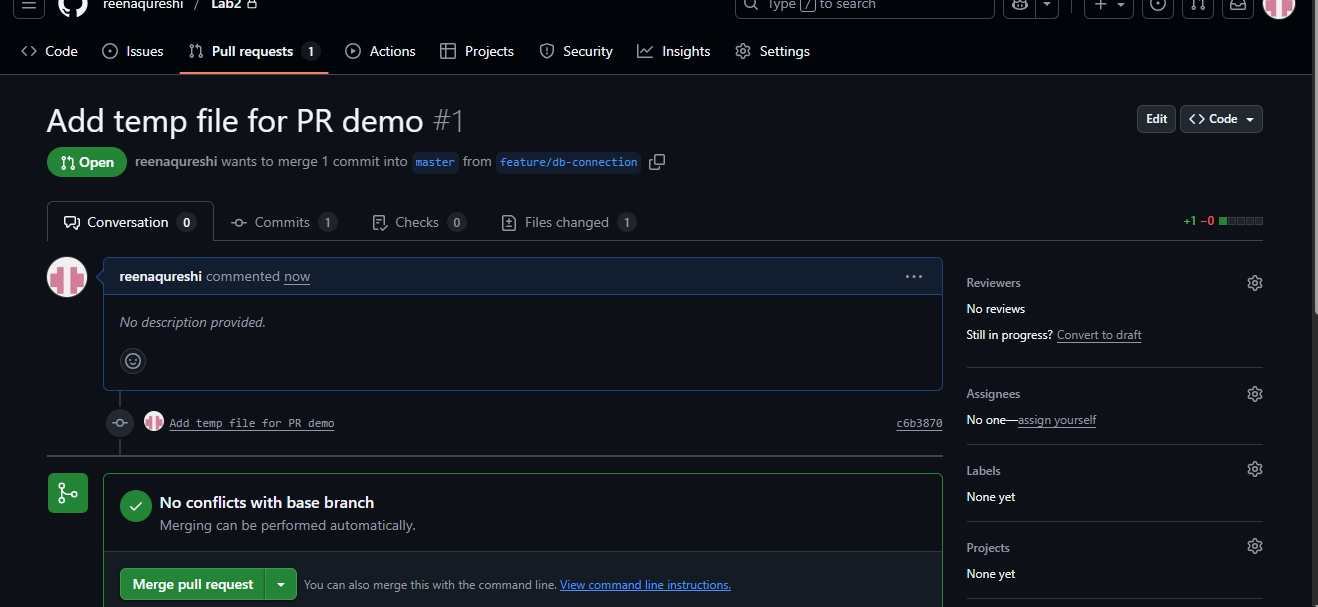 reenaqureshi / Lab2
Type / to search
Code
Issues
Pull requests 1
Actions
Projects
Security
Insights
Settings
Add temp file for PR demo #1
Edit
Code
Open
reenaqureshi wants to merge 1 commit into master from feature/db-connection
Conversation 0
Commits 1
Checks 0
Files changed 1
+1 −0
reenaqureshi commented now
No description provided.
Add temp file for PR demo
c6b3870
No conflicts with base branch
Merging can be performed automatically.
Merge pull request
You can also merge this with the command line. View command line instructions.
Reviewers
No reviews
Still in progress? Convert to draft
Assignees
No one—assign yourself
Labels
None yet
Projects
None yet